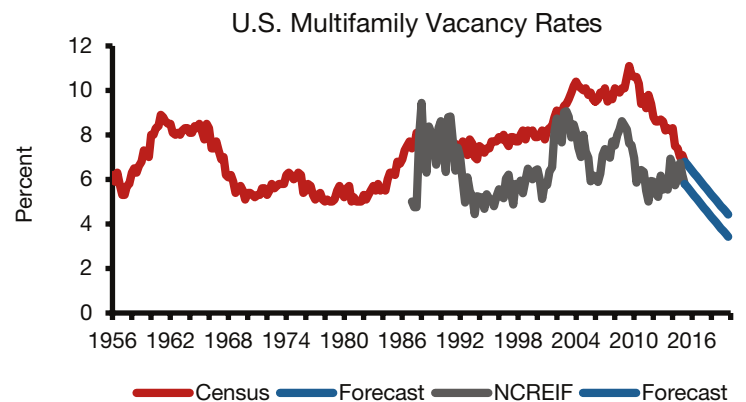 U.S. Multifamily Vacancy Rates
12
10
8
6
4
2
0
Percent
1956 1962 1968 1974 1980 1986 1992 1998 2004 2010 2016
Census Forecast NCREIF Forecast